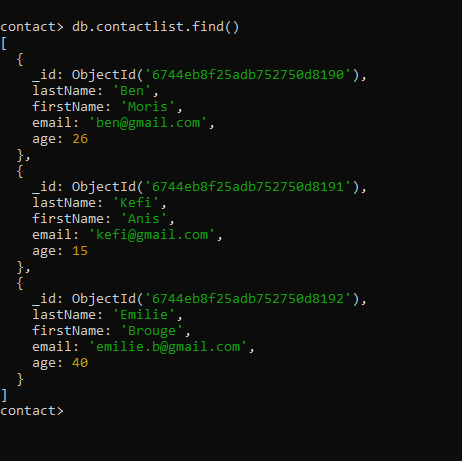 contact> db.contactlist.find()
[
  {
    _id: ObjectId('6744eb8f25adb752750d8190'),
    lastName: 'Ben',
    firstName: 'Moris',
    email: 'ben@gmail.com',
    age: 26
  },
  {
    _id: ObjectId('6744eb8f25adb752750d8191'),
    lastName: 'Kefi',
    firstName: 'Anis',
    email: 'kefi@gmail.com',
    age: 15
  },
  {
    _id: ObjectId('6744eb8f25adb752750d8192'),
    lastName: 'Emilie',
    firstName: 'Brouge',
    email: 'emilie.b@gmail.com',
    age: 40
  }
]
contact>